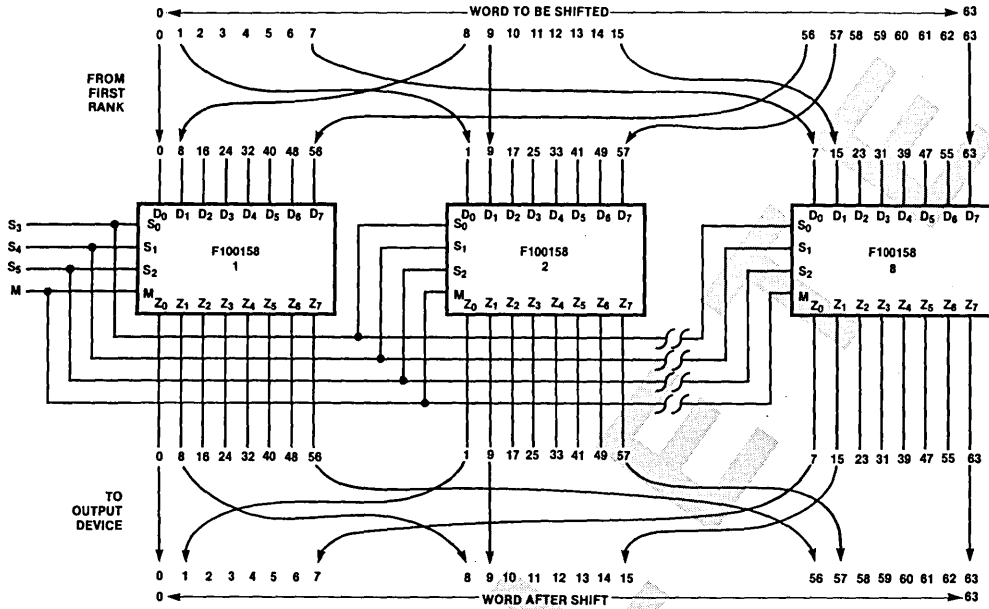 0 WORD TO BE SHIFTED 63
0 1 2 3 4 5 6 7 8 9 10 11 12 13 14 15 56 57 58 59 60 61 62 63
FROM
FIRST
RANK
0 8 16 24 32 40 48 56 1 9 17 25 33 41 49 57 7 15 23 31 39 47 55 63
D0 D1 D2 D3 D4 D5 D6 D7 D0 D1 D2 D3 D4 D5 D6 D7 D0 D1 D2 D3 D4 D5 D6 D7
S3 S0 S0 S0
S4 S1 S1 S1
S5 S2 S2 S2
M M M M
F100158 F100158 F100158
1 2 8
Z0 Z1 Z2 Z3 Z4 Z5 Z6 Z7 Z0 Z1 Z2 Z3 Z4 Z5 Z6 Z7 Z0 Z1 Z2 Z3 Z4 Z5 Z6 Z7
0 8 16 24 32 40 48 56 1 9 17 25 33 41 49 57 7 15 23 31 39 47 55 63
TO
OUTPUT
DEVICE
0 1 2 3 4 5 6 7 8 9 10 11 12 13 14 15 56 57 58 59 60 61 62 63
0 WORD AFTER SHIFT 63